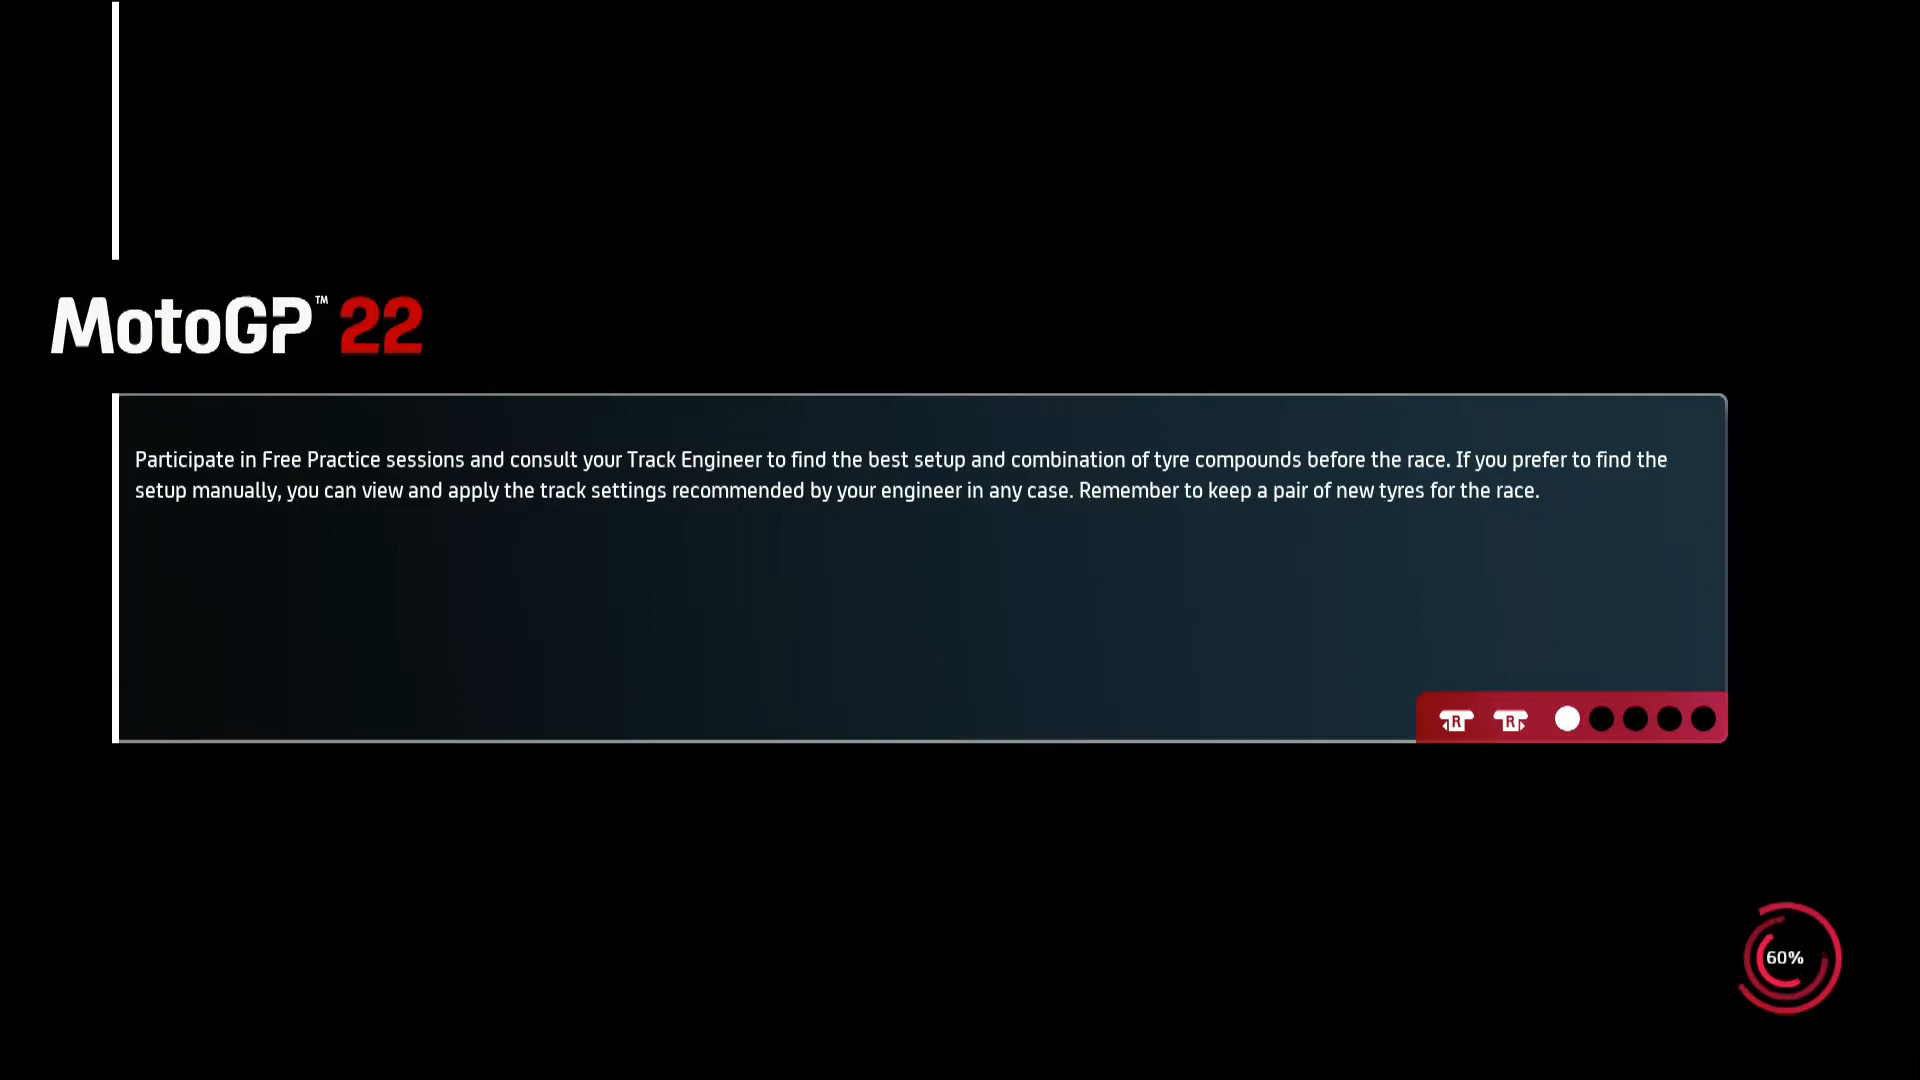 MotoGP™ 22
Participate in Free Practice sessions and consult your Track Engineer to find the best setup and combination of tyre compounds before the race. If you prefer to find the
setup manually, you can view and apply the track settings recommended by your engineer in any case. Remember to keep a pair of new tyres for the race.
R R
60%